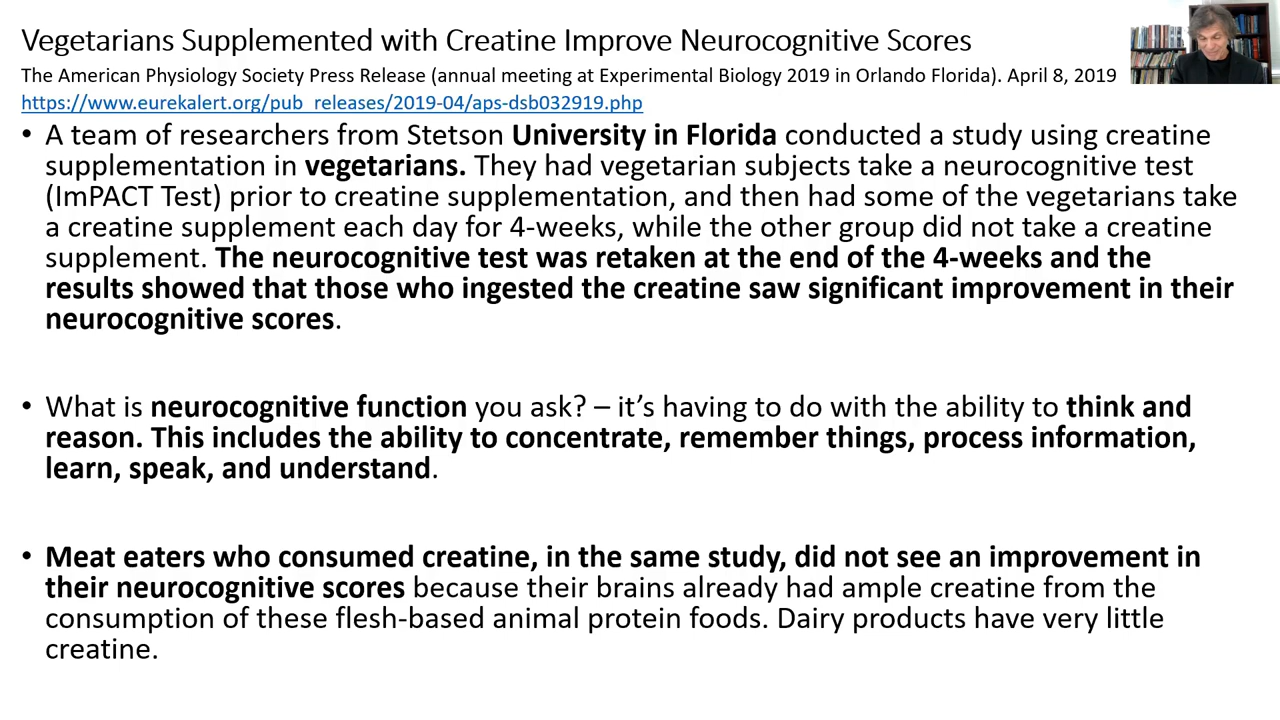 Vegetarians Supplemented with Creatine Improve Neurocognitive Scores
The American Physiology Society Press Release (annual meeting at Experimental Biology 2019 in Orlando Florida). April 8, 2019
https://www.eurekalert.org/pub_releases/2019-04/aps-dsb032919.php
• A team of researchers from Stetson University in Florida conducted a study using creatine
supplementation in vegetarians. They had vegetarian subjects take a neurocognitive test
(ImPACT Test) prior to creatine supplementation, and then had some of the vegetarians take
a creatine supplement each day for 4-weeks, while the other group did not take a creatine
supplement. The neurocognitive test was retaken at the end of the 4-weeks and the
results showed that those who ingested the creatine saw significant improvement in their
neurocognitive scores.
• What is neurocognitive function you ask? – it’s having to do with the ability to think and
reason. This includes the ability to concentrate, remember things, process information,
learn, speak, and understand.
• Meat eaters who consumed creatine, in the same study, did not see an improvement in
their neurocognitive scores because their brains already had ample creatine from the
consumption of these flesh-based animal protein foods. Dairy products have very little
creatine.